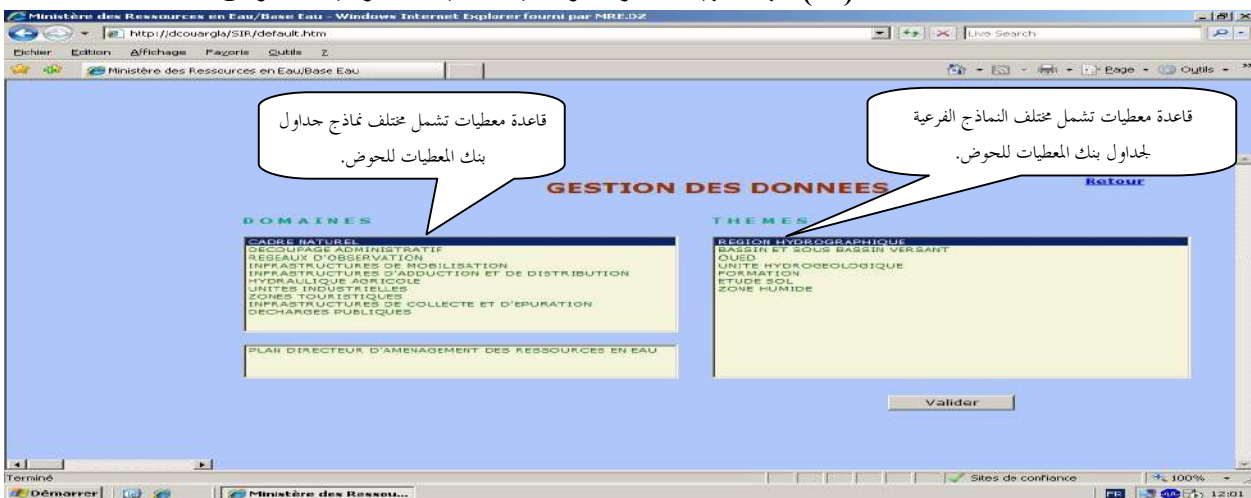 Ministère des Ressources en Eau/Base Eau - Windows Internet Explorer fourni par MRE.DZ
http://dcouargla/SIR/default.htm
Live Search
Fichier Edition Affichage Favoris Outils ?
Ministère des Ressources en Eau/Base Eau
Page Outils
قاعدة معطيات تشمل مختلف نماذج جداول
بنك المعطيات للحوض.
قاعدة معطيات تشمل مختلف النماذج الفرعية
لجداول بنك المعطيات للحوض.
GESTION DES DONNEES
Retour
DOMAINES
CADRE NATUREL
DECOUPAGE ADMINISTRATIF
RESEAUX D'OBSERVATION
INFRASTRUCTURES DE MOBILISATION
INFRASTRUCTURES D'ADDUCTION ET DE DISTRIBUTION
HYDRAULIQUE AGRICOLE
UNITES INDUSTRIELLES
ZONES TOURISTIQUES
INFRASTRUCTURES DE COLLECTE ET D'EPURATION
DECHARGES PUBLIQUES
PLAN DIRECTEUR D'AMENAGEMENT DES RESSOURCES EN EAU
THEMES
REGION HYDROGRAPHIQUE
BASSIN ET SOUS BASSIN VERSANT
OUED
UNITE HYDROGEOLOGIQUE
FORMATION
ETUDE SOL
ZONE HUMIDE
Valider
Terminé
Sites de confiance
100%
Démarrer
Ministère des Ressou...
FR
12:01